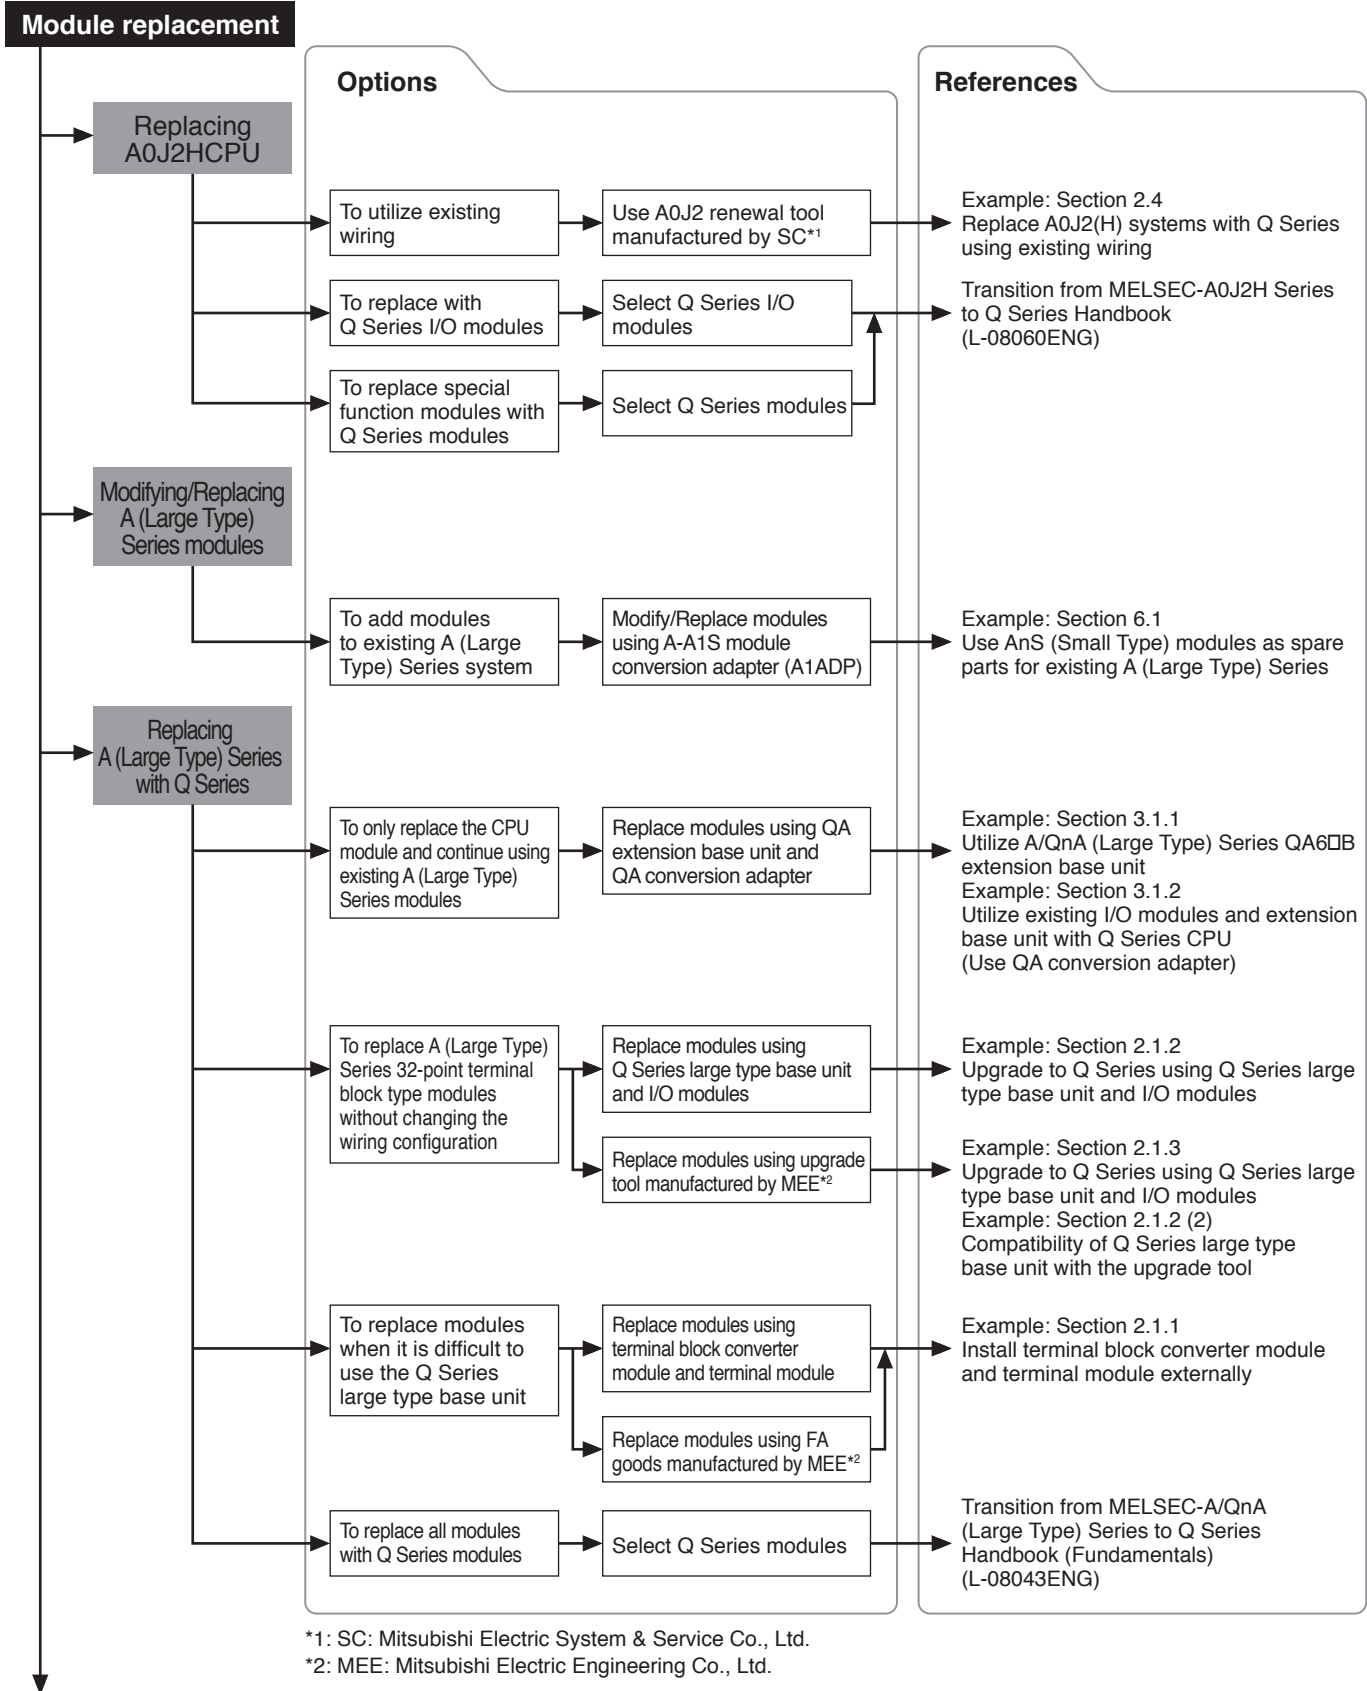 Module replacement
Options
References
Replacing
A0J2HCPU
To utilize existing
wiring
Use A0J2 renewal tool
manufactured by SC*1
Example: Section 2.4
Replace A0J2(H) systems with Q Series
using existing wiring
To replace with
Q Series I/O modules
Select Q Series I/O
modules
Transition from MELSEC-A0J2H Series
to Q Series Handbook
(L-08060ENG)
To replace special
function modules with
Q Series modules
Select Q Series modules
Modifying/Replacing
A (Large Type)
Series modules
To add modules
to existing A (Large
Type) Series system
Modify/Replace modules
using A-A1S module
conversion adapter (A1ADP)
Example: Section 6.1
Use AnS (Small Type) modules as spare
parts for existing A (Large Type) Series
Replacing
A (Large Type) Series
with Q Series
To only replace the CPU
module and continue using
existing A (Large Type)
Series modules
Replace modules using QA
extension base unit and
QA conversion adapter
Example: Section 3.1.1
Utilize A/QnA (Large Type) Series QA6□B
extension base unit
Example: Section 3.1.2
Utilize existing I/O modules and extension
base unit with Q Series CPU
(Use QA conversion adapter)
To replace A (Large Type)
Series 32-point terminal
block type modules
without changing the
wiring configuration
Replace modules using
Q Series large type base unit
and I/O modules
Example: Section 2.1.2
Upgrade to Q Series using Q Series large
type base unit and I/O modules
Replace modules using upgrade
tool manufactured by MEE*2
Example: Section 2.1.3
Upgrade to Q Series using Q Series large
type base unit and I/O modules
Example: Section 2.1.2 (2)
Compatibility of Q Series large type
base unit with the upgrade tool
To replace modules
when it is difficult to
use the Q Series
large type base unit
Replace modules using
terminal block converter
module and terminal module
Example: Section 2.1.1
Install terminal block converter module
and terminal module externally
Replace modules using FA
goods manufactured by MEE*2
To replace all modules
with Q Series modules
Select Q Series modules
Transition from MELSEC-A/QnA
(Large Type) Series to Q Series
Handbook (Fundamentals)
(L-08043ENG)
*1: SC: Mitsubishi Electric System & Service Co., Ltd.
*2: MEE: Mitsubishi Electric Engineering Co., Ltd.